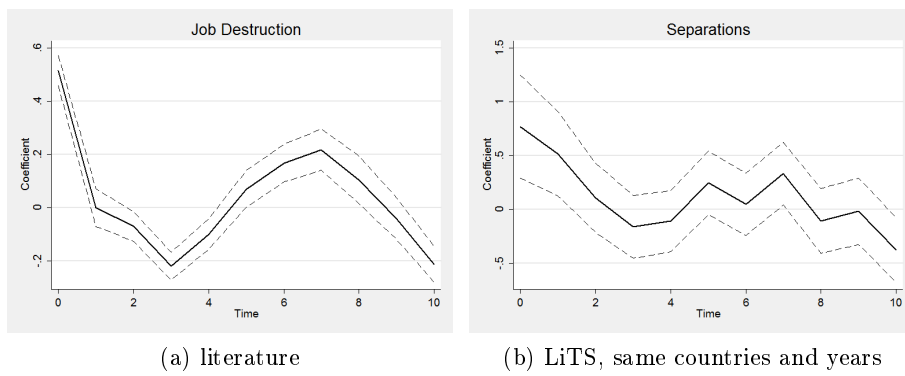 Job Destruction
.6
.4
.2
0
-.2
Coefficient
0 2 4 6 8 10
Time
(a) literature
Separations
1.5
1
.5
0
-.5
Coefficient
0 2 4 6 8 10
Time
(b) LiTS, same countries and years